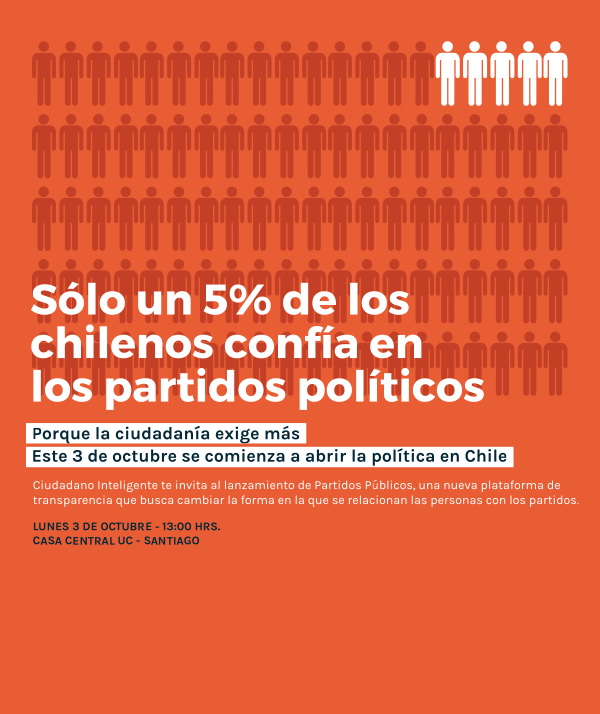 Sólo un 5% de los
chilenos confía en
los partidos políticos
Porque la ciudadanía exige más
Este 3 de octubre se comienza a abrir la política en Chile
Ciudadano Inteligente te invita al lanzamiento de Partidos Públicos, una nueva plataforma de
transparencia que busca cambiar la forma en la que se relacionan las personas con los partidos.
LUNES 3 DE OCTUBRE - 13:00 HRS.
CASA CENTRAL UC - SANTIAGO